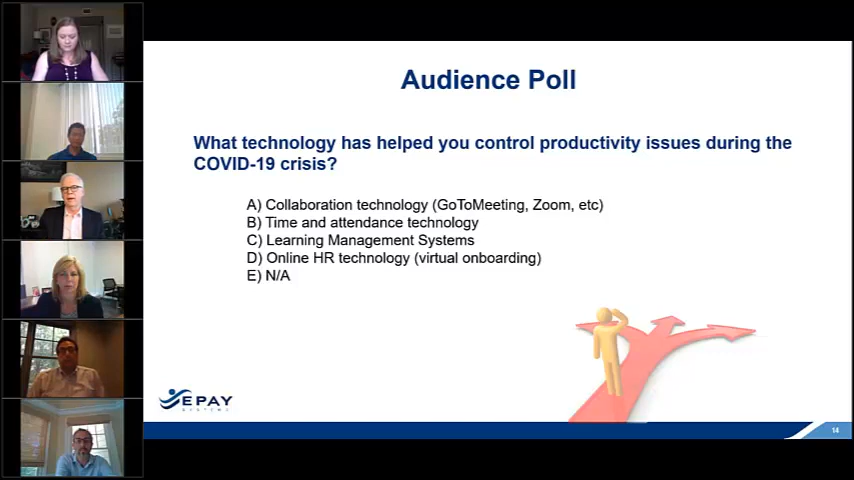 Audience Poll
What technology has helped you control productivity issues during the
COVID-19 crisis?
A) Collaboration technology (GoToMeeting, Zoom, etc)
B) Time and attendance technology
C) Learning Management Systems
D) Online HR technology (virtual onboarding)
E) N/A
EPAY
SYSTEMS
14